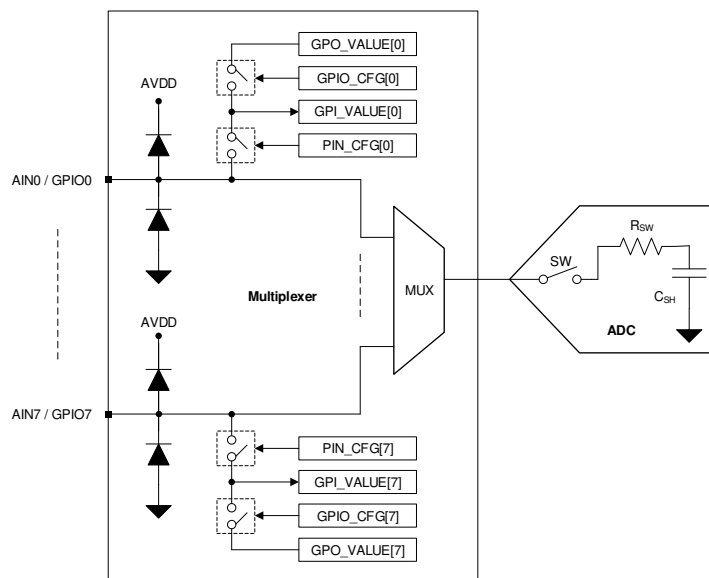 GPO_VALUE[0]
GPIO_CFG[0]
AVDD
GPI_VALUE[0]
PIN_CFG[0]
AIN0 / GPIO0
RSW
SW
MUX
Multiplexer
CSH
ADC
AVDD
AIN7 / GPIO7
PIN_CFG[7]
GPI_VALUE[7]
GPIO_CFG[7]
GPO_VALUE[7]